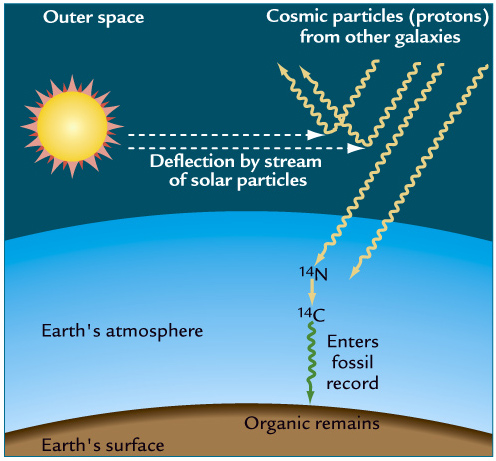 Outer space
Cosmic particles (protons)
from other galaxies
Deflection by stream
of solar particles
¹⁴N
¹⁴C
Earth's atmosphere
Enters
fossil
record
Organic remains
Earth's surface